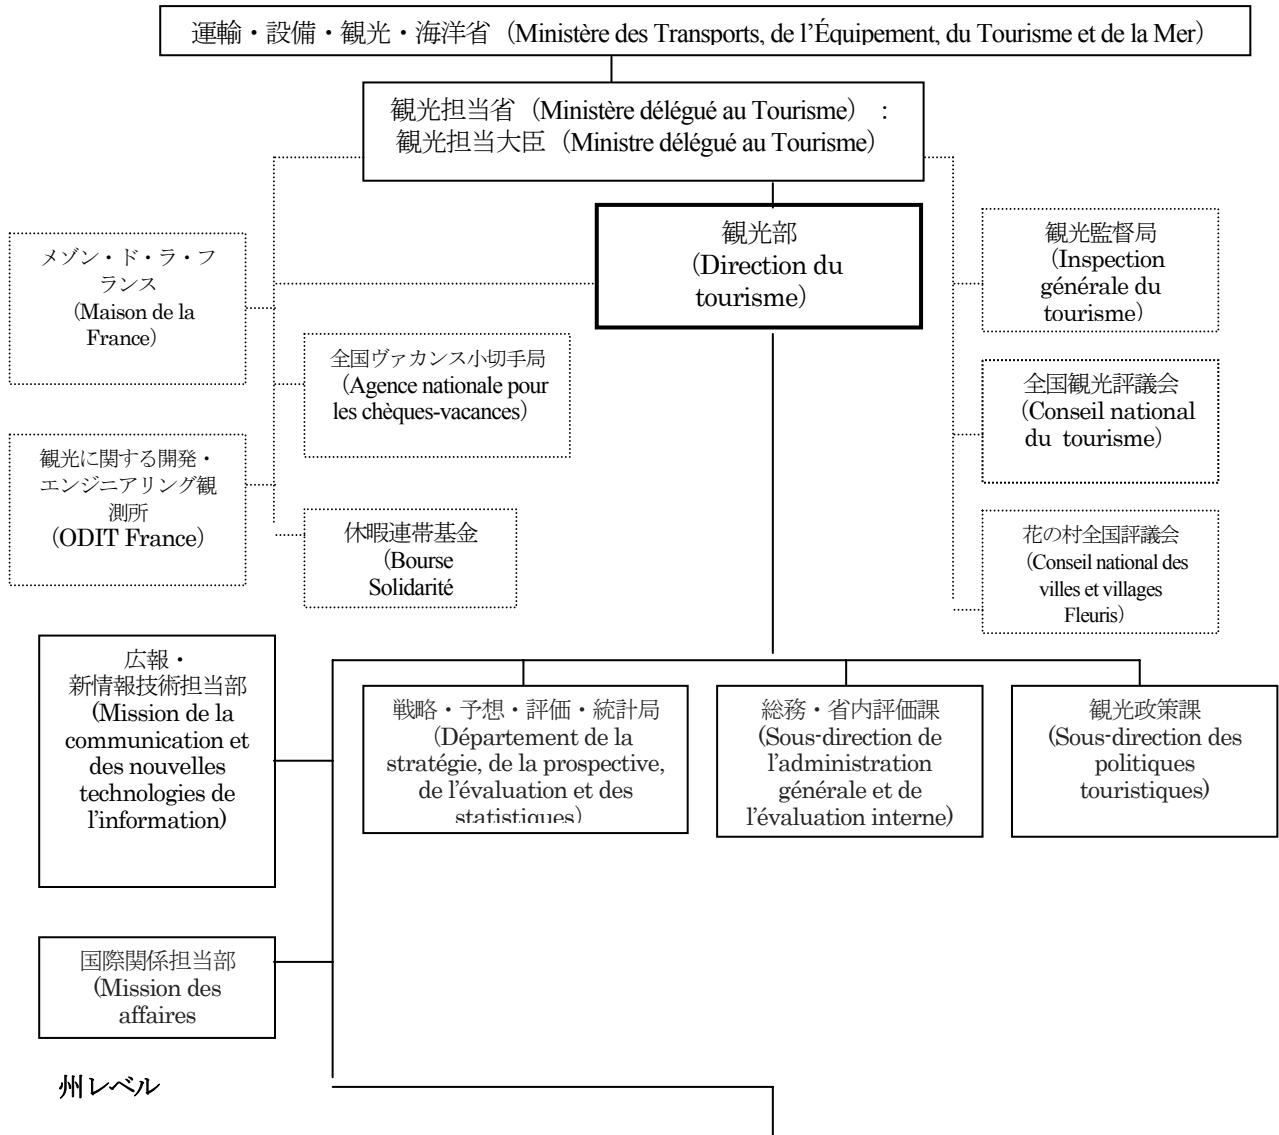 運輸・設備・観光・海洋省（Ministère des Transports, de l'Équipement, du Tourisme et de la Mer）
観光担当省（Ministère délégué au Tourisme）：
観光担当大臣（Ministre délégué au Tourisme）
観光部
（Direction du
tourisme）
メゾン・ド・ラ・フ
ランス
（Maison de la
France）
全国ヴァカンス小切手局
（Agence nationale pour
les chèques-vacances）
観光に関する開発・
エンジニアリング観
測所
（ODIT France）
休暇連帯基金
（Bourse
Solidarité
観光監督局
（Inspection
générale du
tourisme）
全国観光評議会
（Conseil national
du tourisme）
花の村全国評議会
（Conseil national des
villes et villages
Fleuris）
広報・
新情報技術担当部
（Mission de la
communication et
des nouvelles
technologies de
l'information）
戦略・予想・評価・統計局
（Département de la
stratégie, de la prospective,
de l'évaluation et des
statistiques）
総務・省内評価課
（Sous-direction de
l'administration
générale et de
l'évaluation interne）
観光政策課
（Sous-direction des
politiques
touristiques）
国際関係担当部
（Mission des
affaires
州レベル